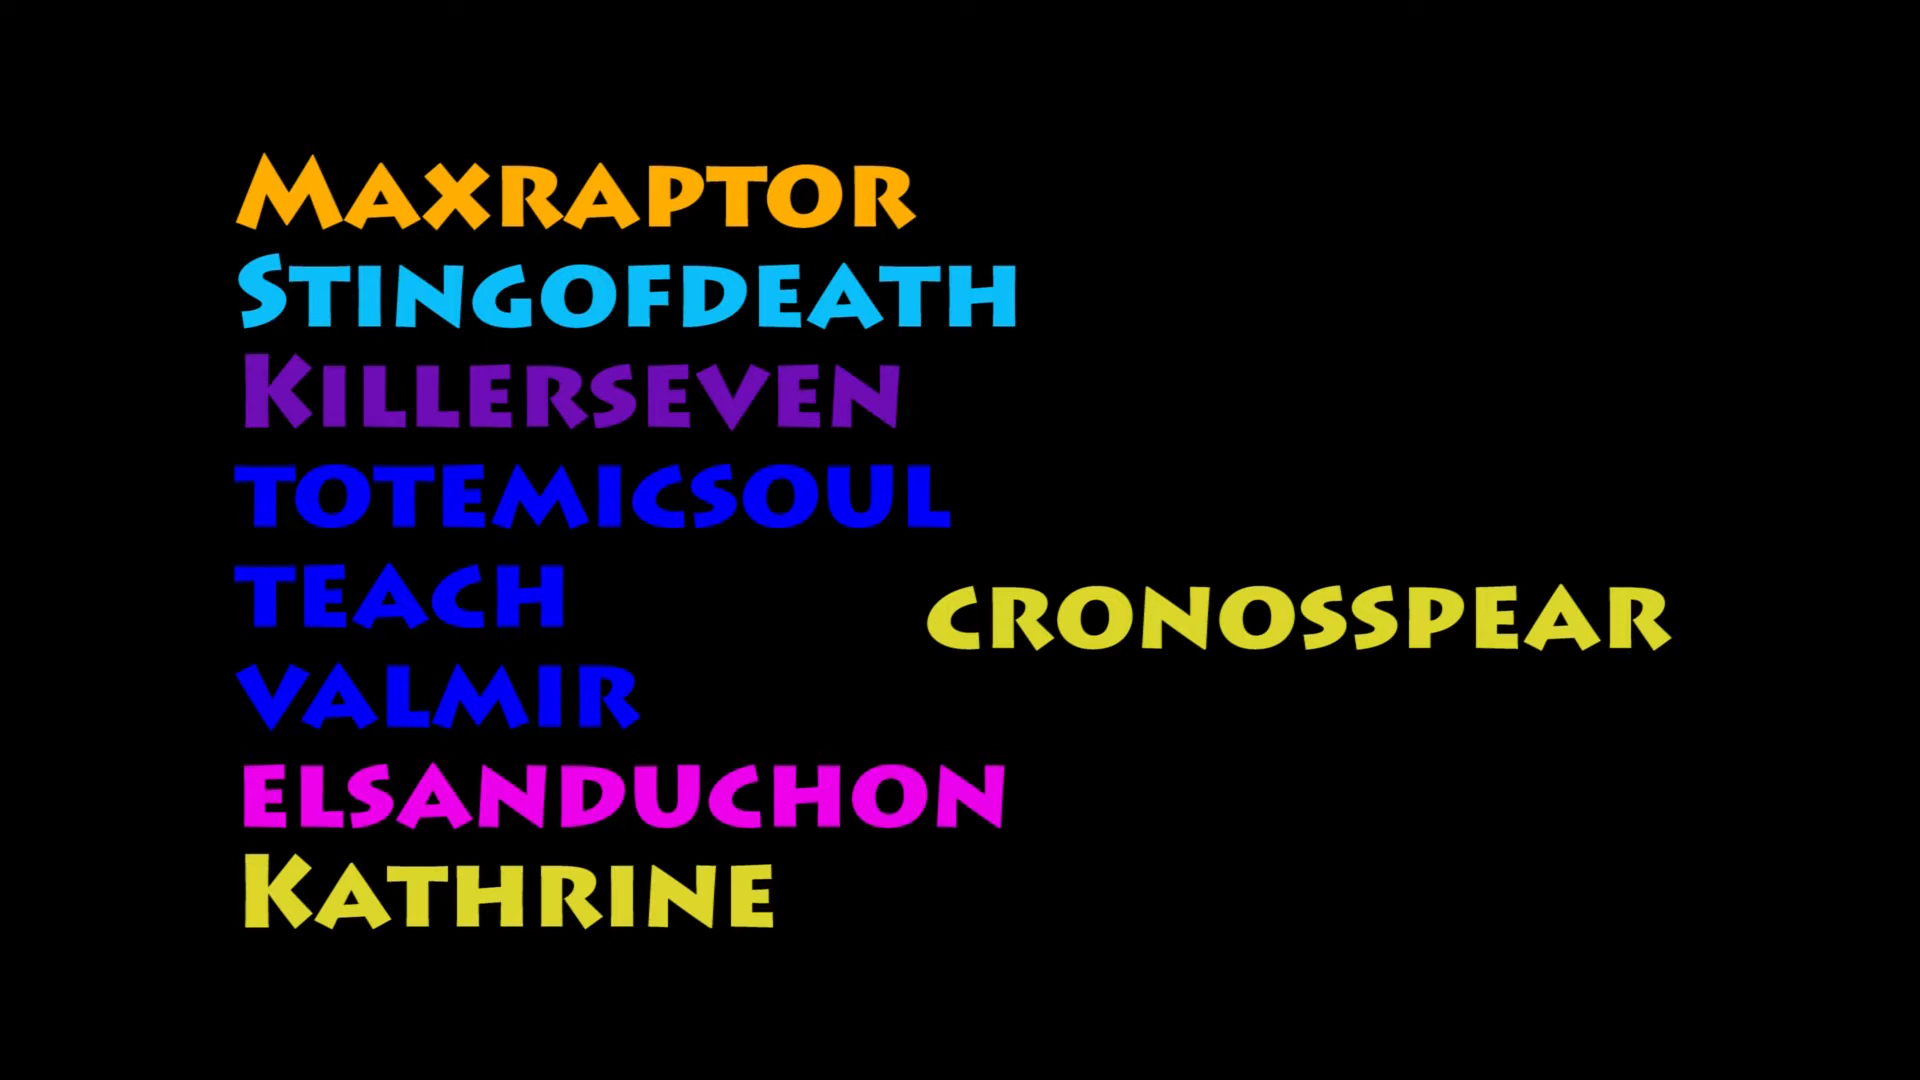 Maxraptor
Stingofdeath
Killerseven
totemicsoul
teach
cronosspear
valmir
elsanduchon
Kathrine